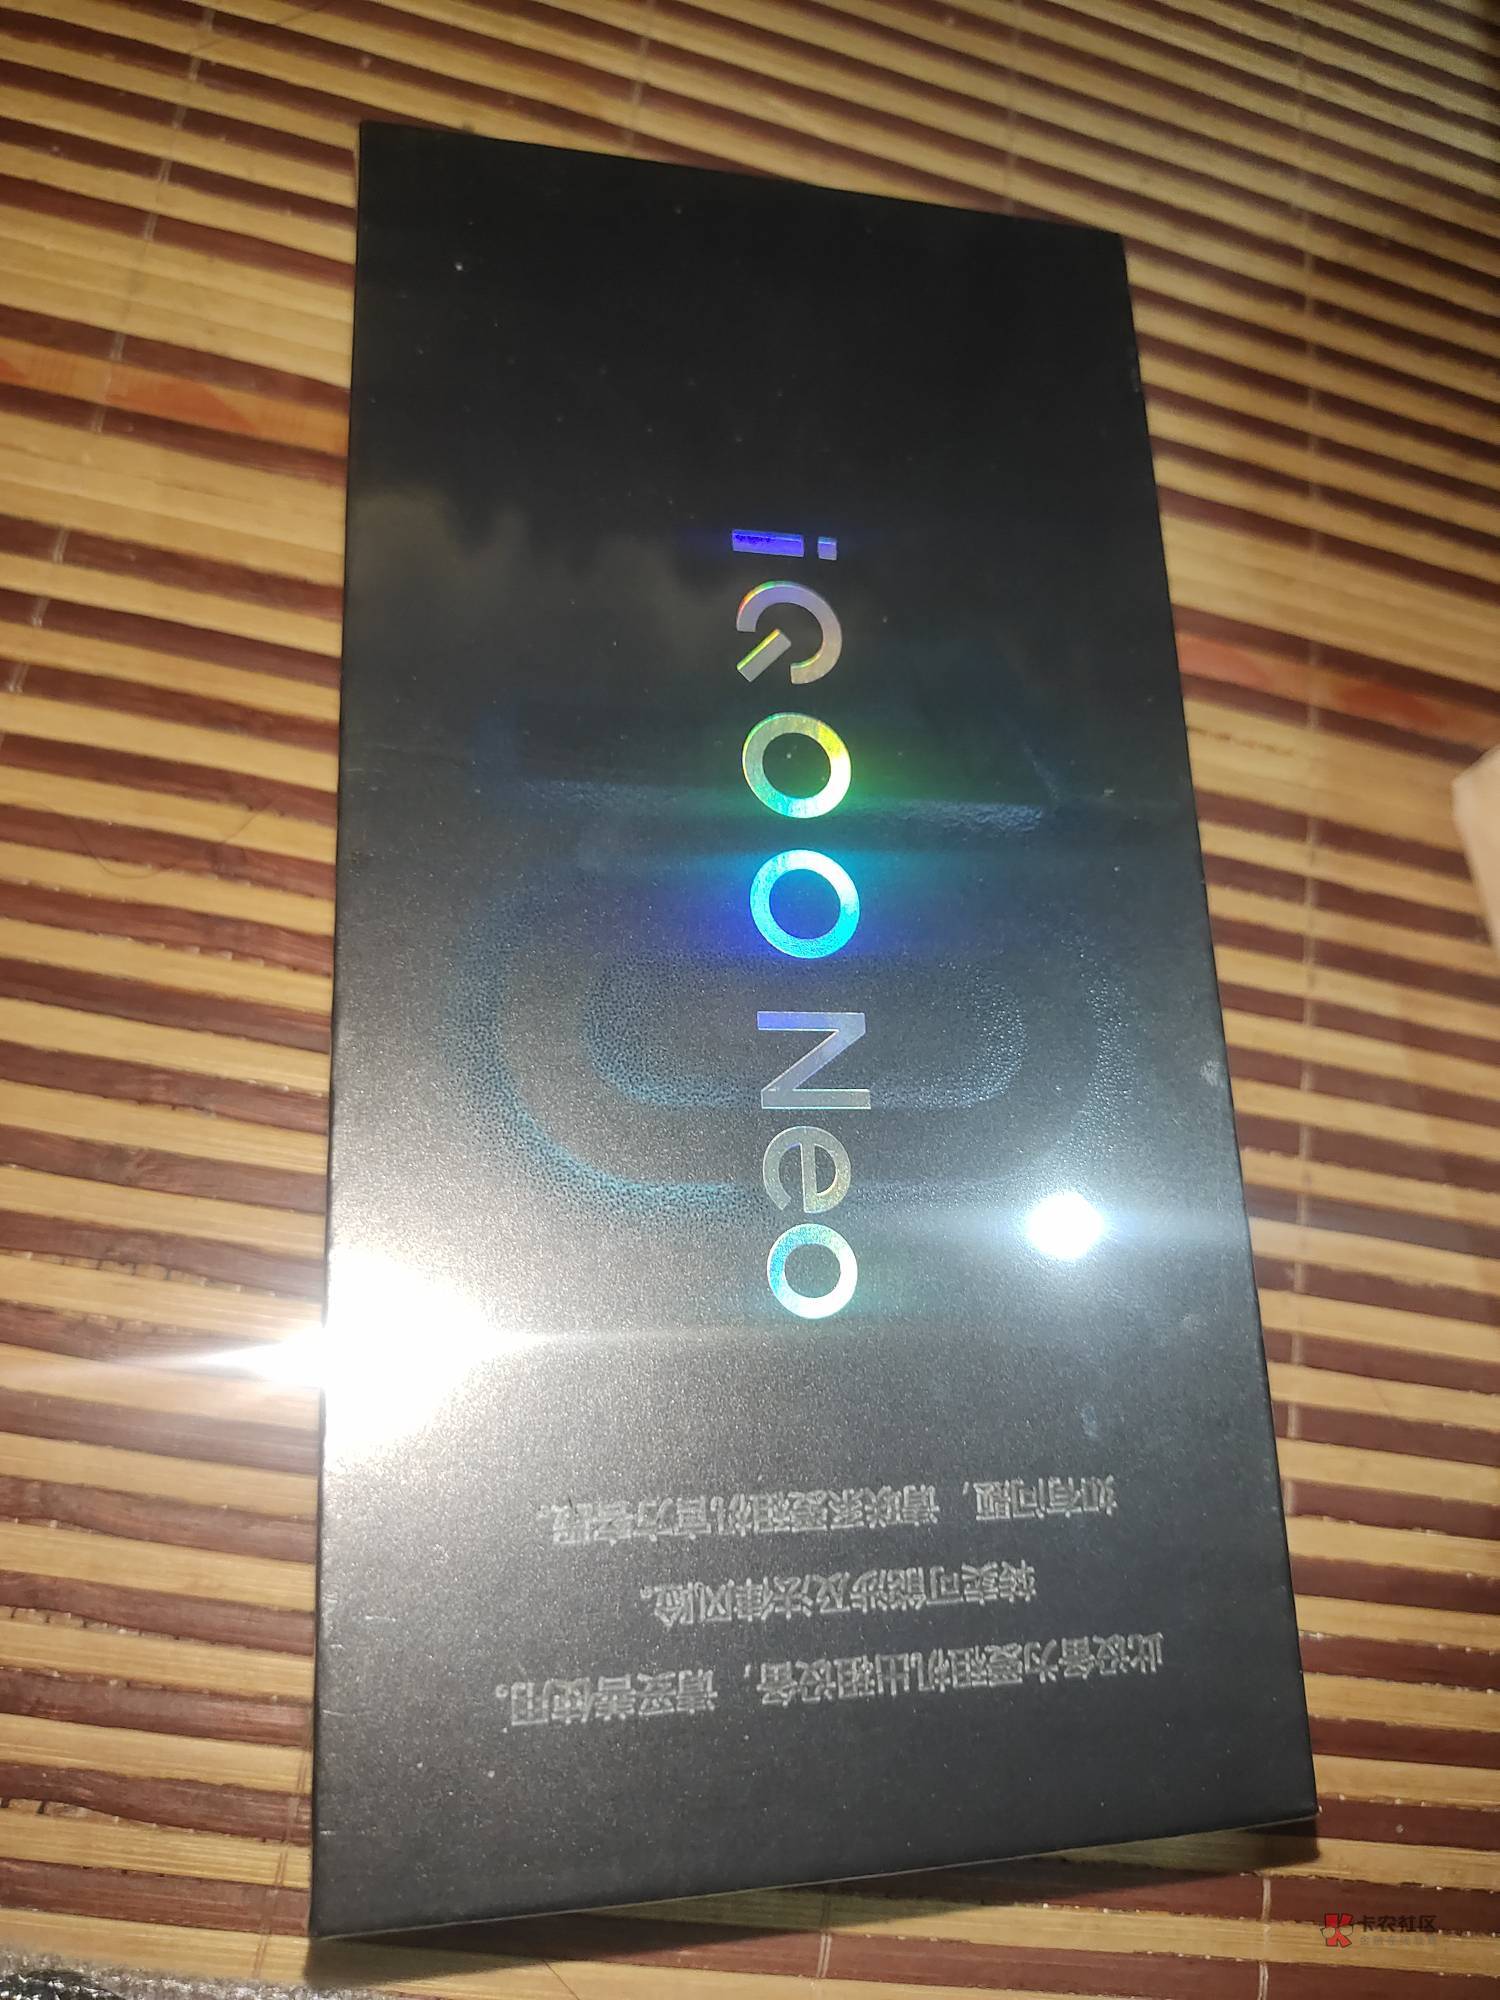 iQOO Neo
此设备为爱租机出租设备，请妥善使用。
转卖可能涉及法律风险。
如有问题，请联系爱租机官方客服。
卡农社区